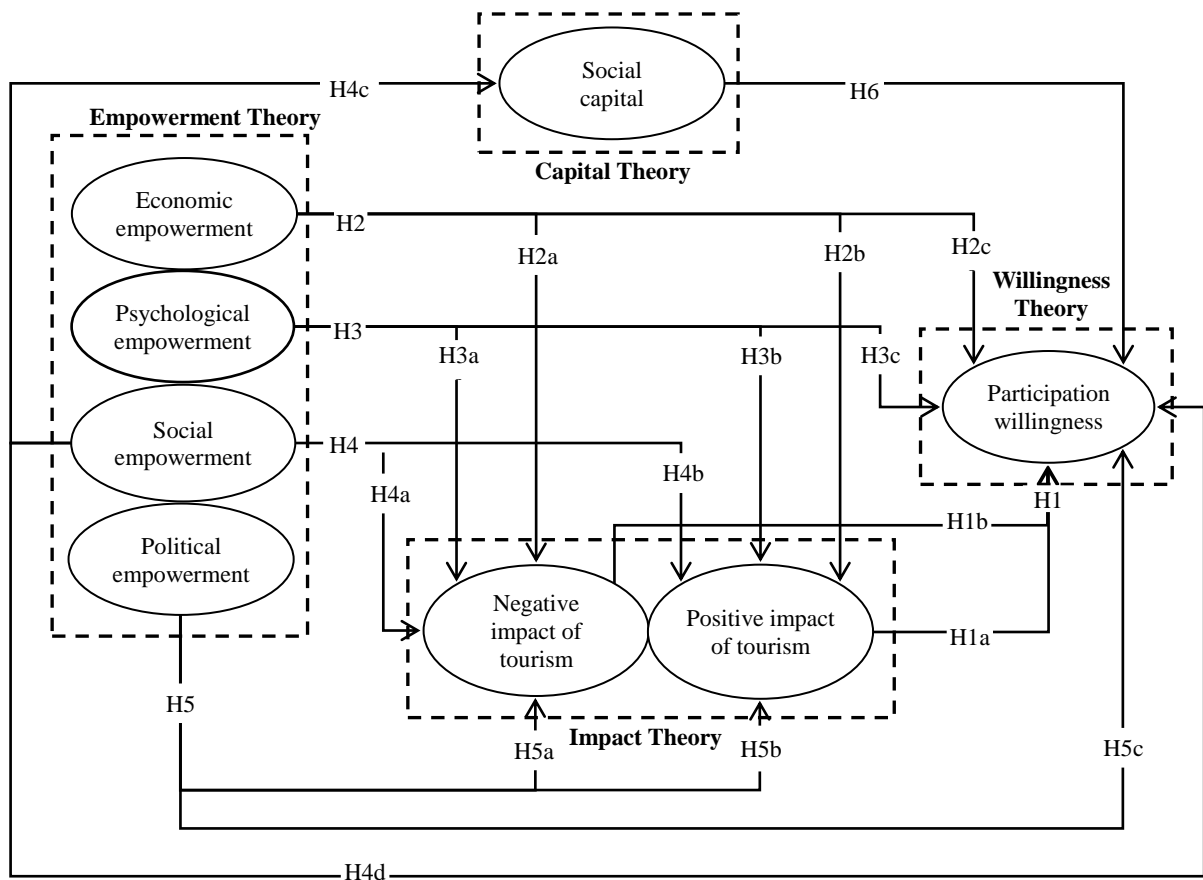 Social
capital
H4c
H6
Empowerment Theory
Capital Theory
Economic
empowerment
H2
H2a
H2b
H2c
Willingness
Theory
Psychological
empowerment
H3
H3a
H3b
H3c
Participation
willingness
Social
empowerment
H4
H4a
H4b
H1
H1b
Political
empowerment
Negative
impact of
tourism
Positive impact
of tourism
H1a
H5
Impact Theory
H5a
H5b
H5c
H4d